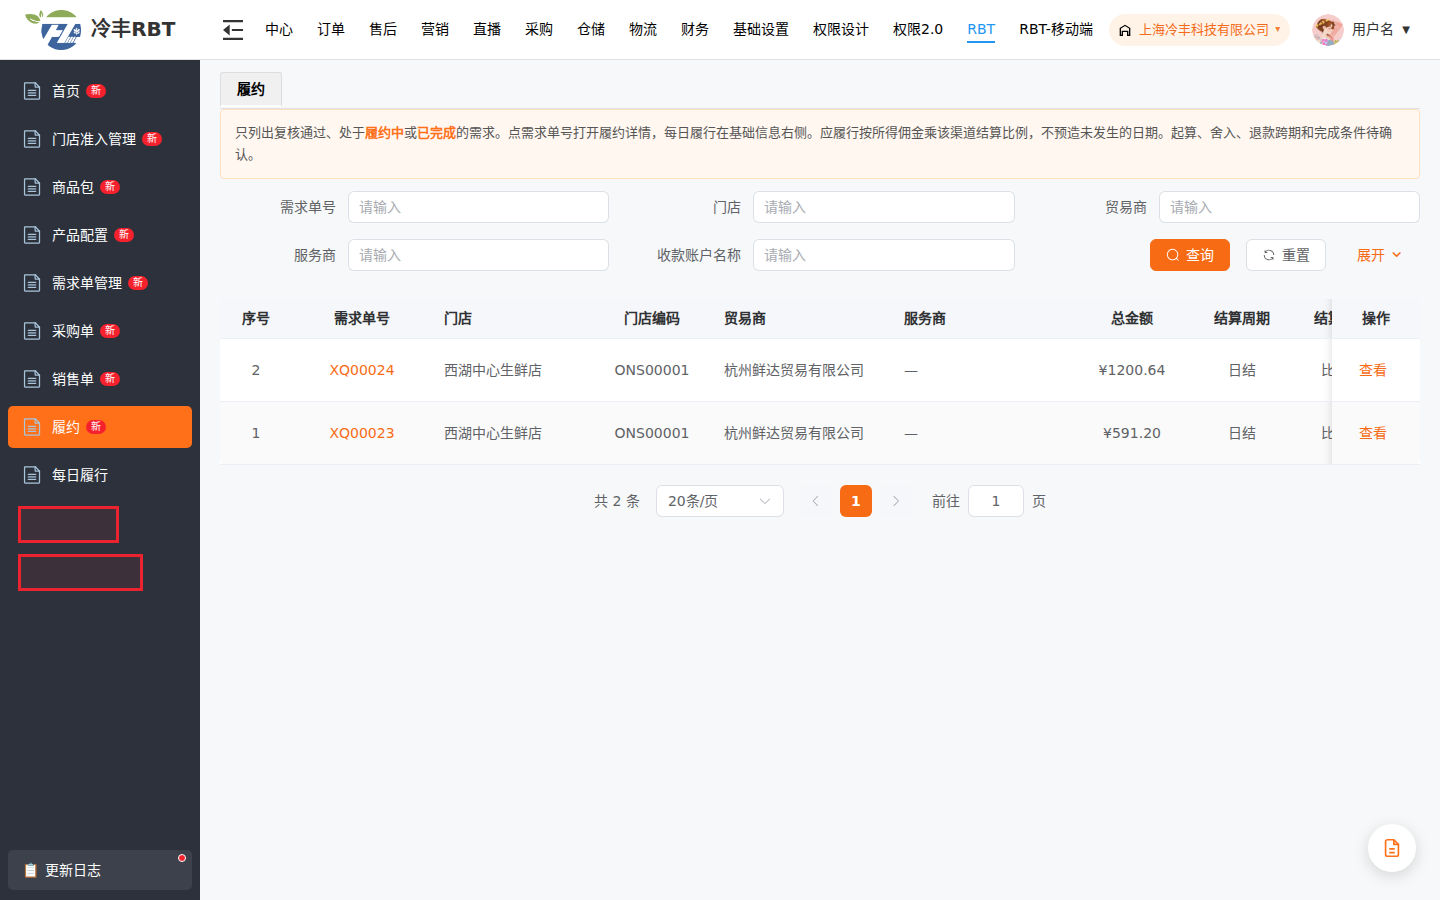 冷丰RBT
中心 订单 售后 营销 直播 采购 仓储 物流 财务 基础设置 权限设计 权限2.0 RBT RBT-移动端 上海冷丰科技有限公司 ▾ 用户名 ▼
首页 新
门店准入管理 新
商品包 新
产品配置 新
需求单管理 新
采购单 新
销售单 新
履约 新
每日履行
更新日志
履约
只列出复核通过、处于履约中或已完成的需求。点需求单号打开履约详情，每日履行在基础信息右侧。应履行按所得佣金乘该渠道结算比例，不预造未发生的日期。起算、舍入、退款跨期和完成条件待确
认。
需求单号 请输入 门店 请输入 贸易商 请输入
服务商 请输入 收款账户名称 请输入 查询 重置 展开
序号 需求单号 门店 门店编码 贸易商 服务商 总金额 结算周期 结算 操作
2 XQ00024 西湖中心生鲜店 ONS00001 杭州鲜达贸易有限公司 — ¥1200.64 日结 比 查看
1 XQ00023 西湖中心生鲜店 ONS00001 杭州鲜达贸易有限公司 — ¥591.20 日结 比 查看
共 2 条 20条/页 1 前往 1 页